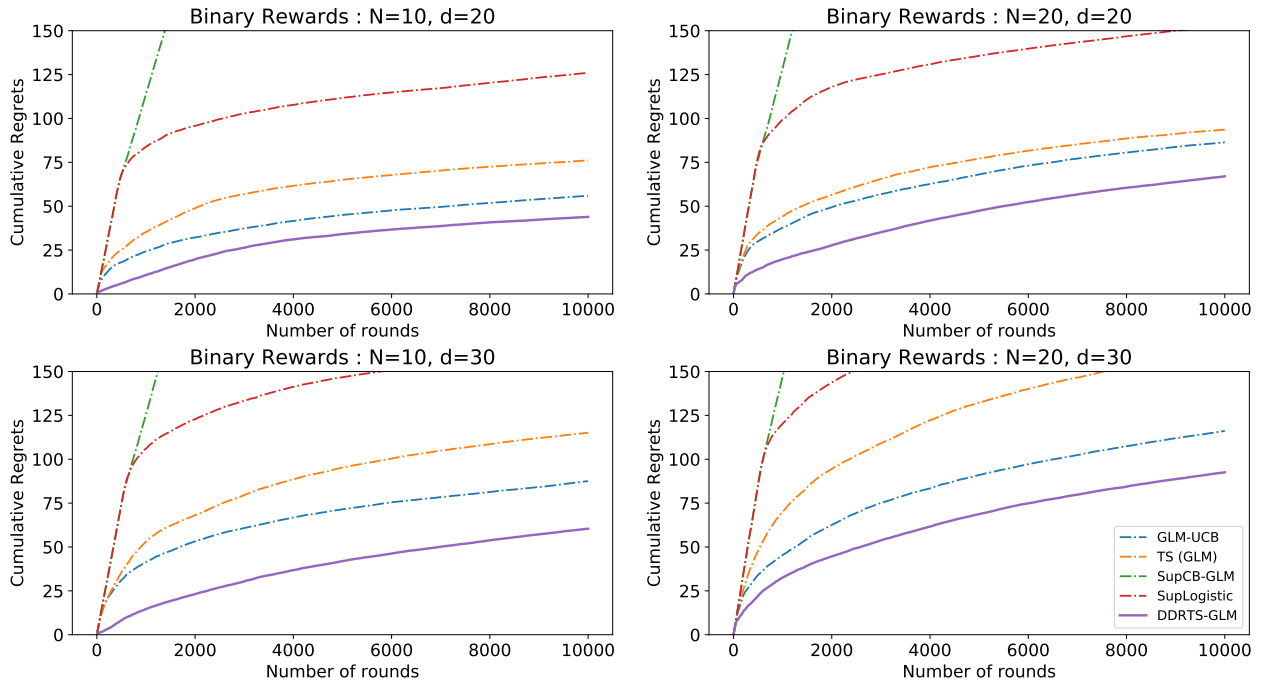 Binary Rewards : N=10, d=20
150
125
100
75
50
25
0
Cumulative Regrets
0 2000 4000 6000 8000 10000
Number of rounds
Binary Rewards : N=20, d=20
150
125
100
75
50
25
0
Cumulative Regrets
0 2000 4000 6000 8000 10000
Number of rounds
Binary Rewards : N=10, d=30
150
125
100
75
50
25
0
Cumulative Regrets
0 2000 4000 6000 8000 10000
Number of rounds
Binary Rewards : N=20, d=30
150
125
100
75
50
25
0
Cumulative Regrets
GLM-UCB
TS (GLM)
SupCB-GLM
SupLogistic
DDRTS-GLM
0 2000 4000 6000 8000 10000
Number of rounds